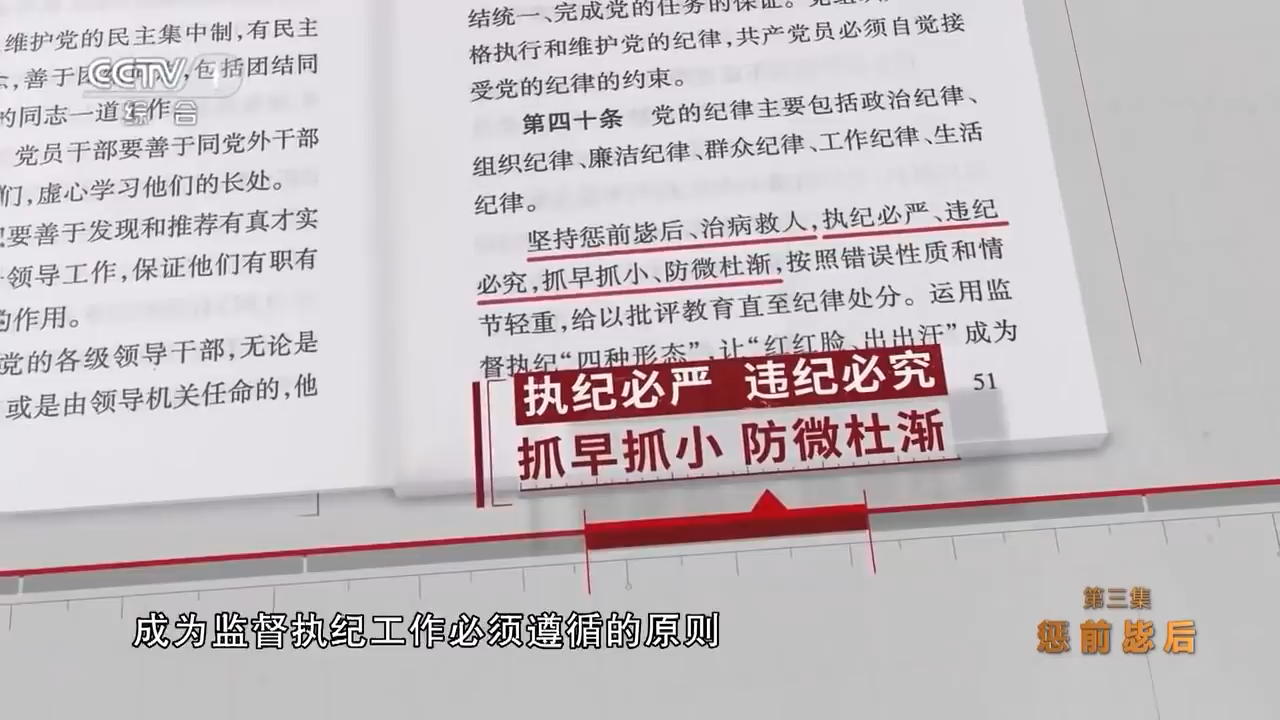 维护党的民主集中制,有民主
善于团
包括团结同
的同志一道工作。
党员干部要善于同党外干部
们,虚心学习他们的长处。
要善于发现和推荐有真才实
领导工作,保证他们有职有
的作用。
党的各级领导干部,无论是
或是由领导机关任命的,他
CCTV 1
综合
结统一、完成党的任务的保证。
格执行和维护党的纪律,共产党员必须自觉接
受党的纪律的约束。
第四十条 党的纪律主要包括政治纪律、
组织纪律、廉洁纪律、群众纪律、工作纪律、生活
纪律。
坚持惩前毖后、治病救人,执纪必严、违纪
必究,抓早抓小、防微杜渐,按照错误性质和情
节轻重,给以批评教育直至纪律处分。运用监
督执纪“四种形态”,让“红红脸、出出汗”成为
51
执纪必严 违纪必究
抓早抓小 防微杜渐
成为监督执纪工作必须遵循的原则
第三集
惩前毖后